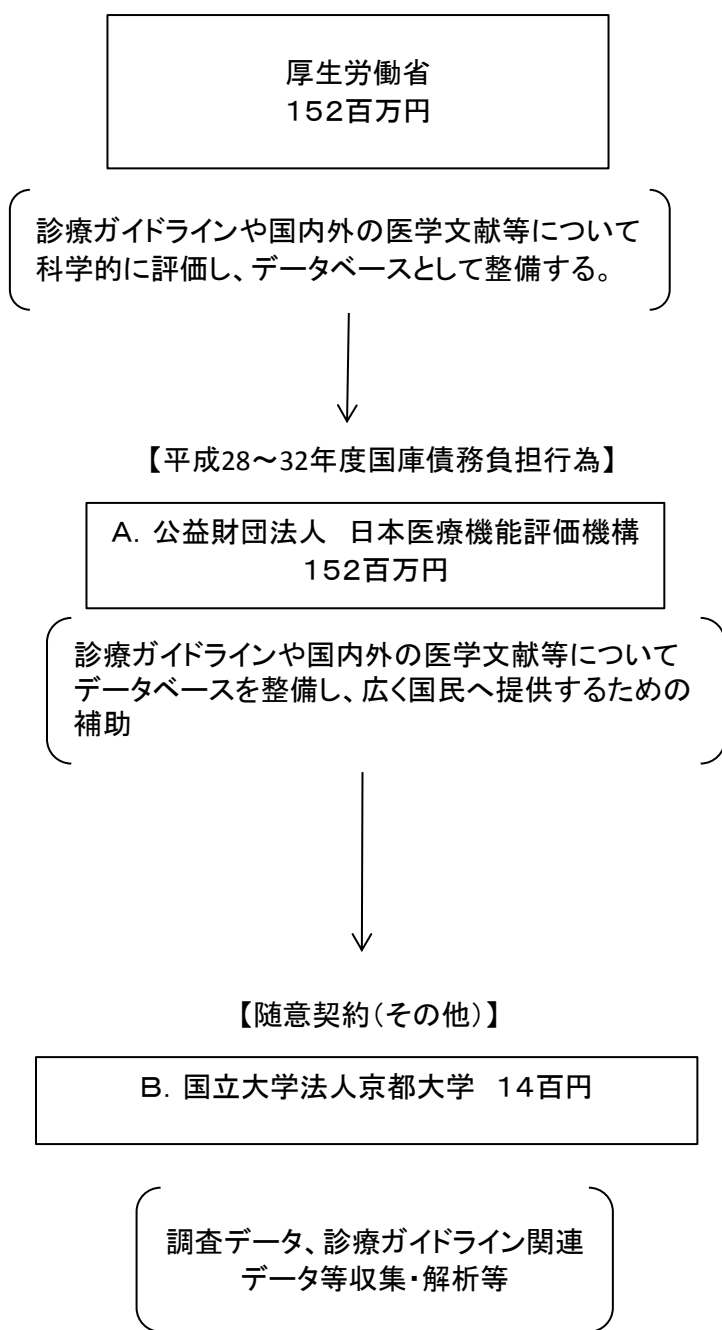 厚生労働省
152百万円
診療ガイドラインや国内外の医学文献等について
科学的に評価し、データベースとして整備する。
【平成28～32年度国庫債務負担行為】
A．公益財団法人　日本医療機能評価機構
152百万円
診療ガイドラインや国内外の医学文献等について
データベースを整備し、広く国民へ提供するための
補助
【随意契約（その他）】
B．国立大学法人京都大学　14百円
調査データ、診療ガイドライン関連
データ等収集・解析等